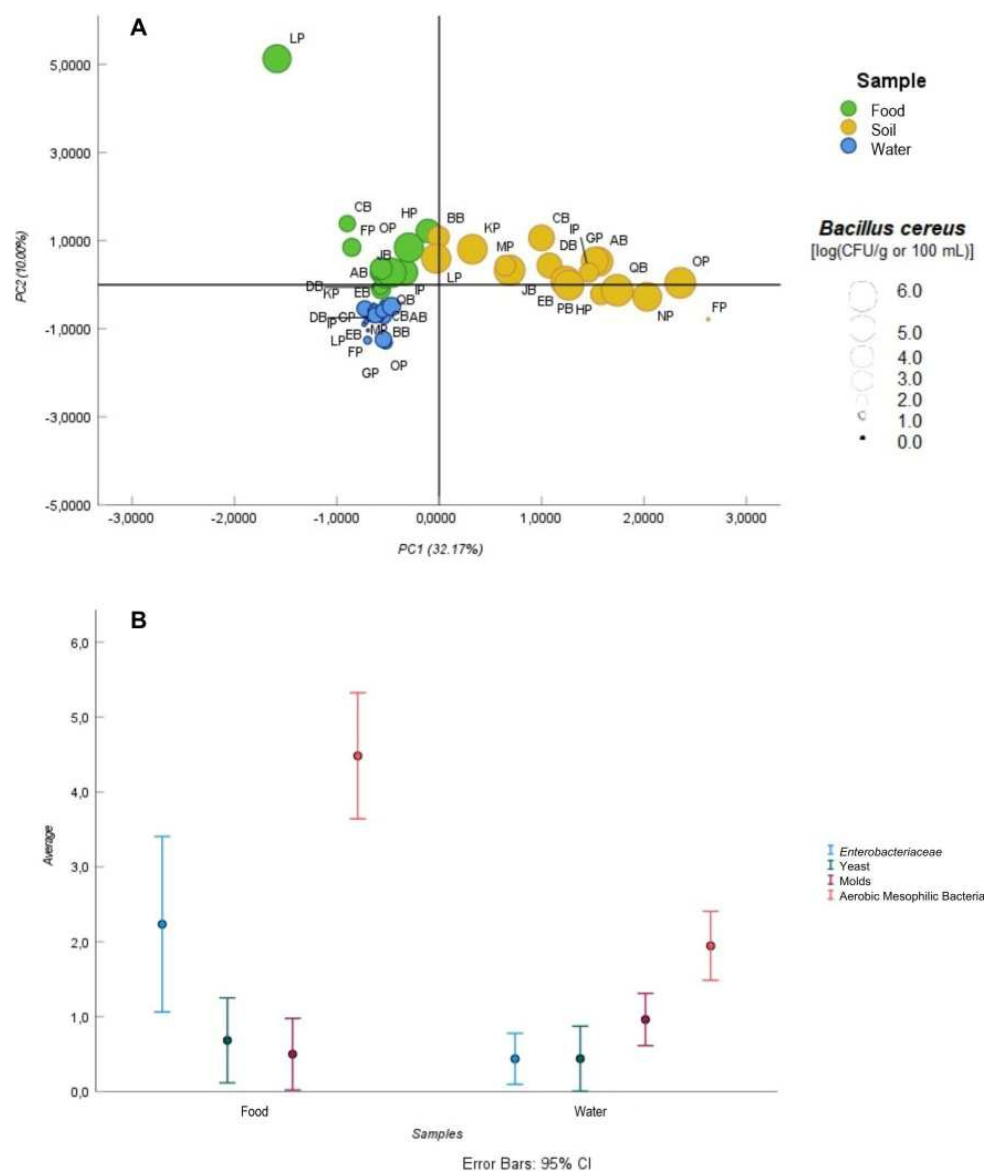 A
LP
5,0000
3,0000
1,0000
-1,0000
-3,0000
-5,0000
PC2 (10.00%)
CB
FP
OP
HP
BB
KP
CB
IP
MP
DB
GP
AB
JB
AB
LP
QB
OP
DB
KP
EB
IP
JB
EB
PB
HP
NP
FP
DB
GP
OB
CB
AB
IP
MP
EB
BB
LP
FP
GP
OP
-3,0000 -2,0000 -1,0000 0,0000 1,0000 2,0000 3,0000
PC1 (32.17%)
Sample
Food
Soil
Water
Bacillus cereus
[log(CFU/g or 100 mL)]
6.0
5.0
4.0
3.0
2.0
1.0
0.0
B
6,0
5,0
4,0
3,0
2,0
1,0
0,0
Average
Food Water
Samples
Error Bars: 95% CI
Enterobacteriaceae
Yeast
Molds
Aerobic Mesophilic Bacteria